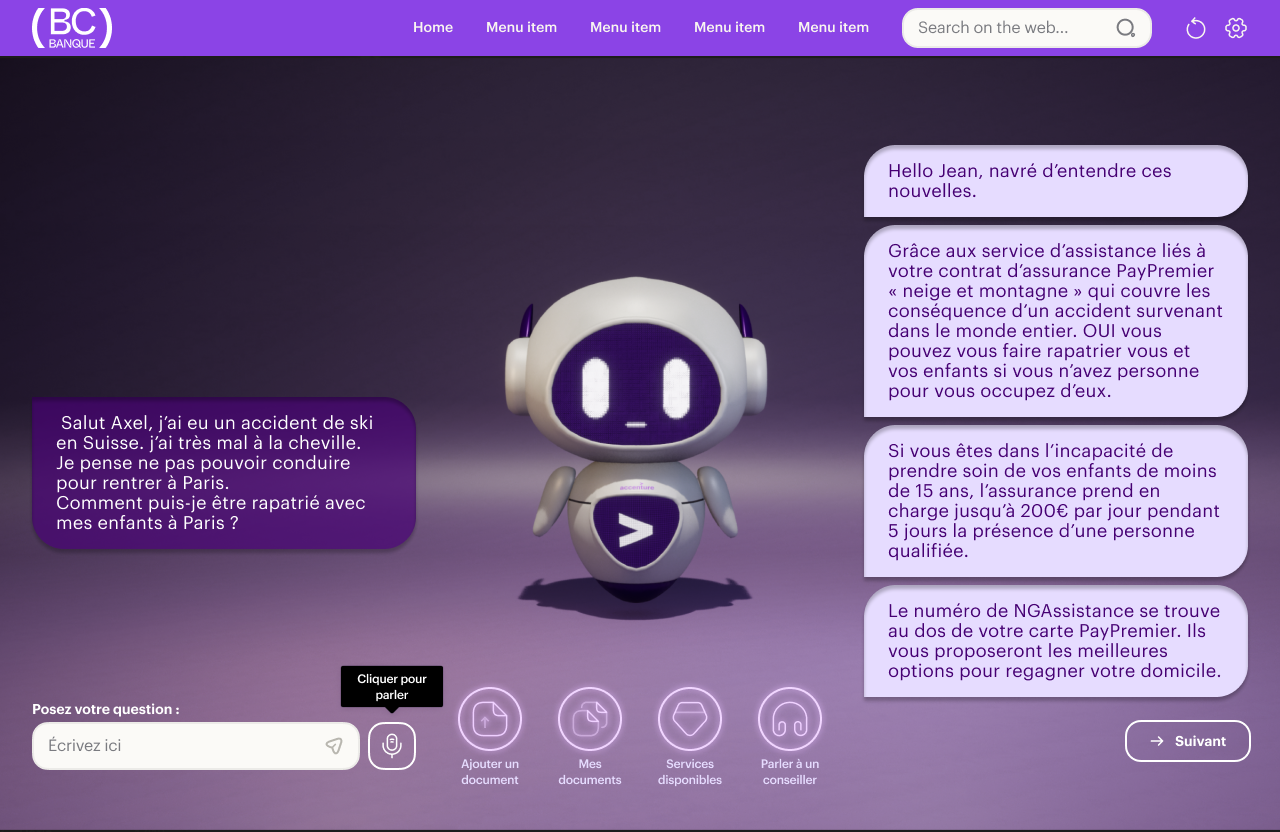 (BC)
BANQUE
Home
Menu item
Menu item
Menu item
Menu item
Search on the web...
Hello Jean, navré d’entendre ces
nouvelles.
Grâce aux service d’assistance liés à
votre contrat d’assurance PayPremier
« neige et montagne » qui couvre les
conséquence d’un accident survenant
dans le monde entier. OUI vous
pouvez vous faire rapatrier vous et
vos enfants si vous n’avez personne
pour vous occupez d’eux.
Salut Axel, j’ai eu un accident de ski
en Suisse. j’ai très mal à la cheville.
Je pense ne pas pouvoir conduire
pour rentrer à Paris.
Comment puis-je être rapatrié avec
mes enfants à Paris ?
accenture
>
Si vous êtes dans l’incapacité de
prendre soin de vos enfants de moins
de 15 ans, l’assurance prend en
charge jusqu’à 200€ par jour pendant
5 jours la présence d’une personne
qualifiée.
Le numéro de NGAssistance se trouve
au dos de votre carte PayPremier. Ils
vous proposeront les meilleures
options pour regagner votre domicile.
Cliquer pour
parler
Posez votre question :
Écrivez ici
Ajouter un
document
Mes
documents
Services
disponibles
Parler à un
conseiller
Suivant